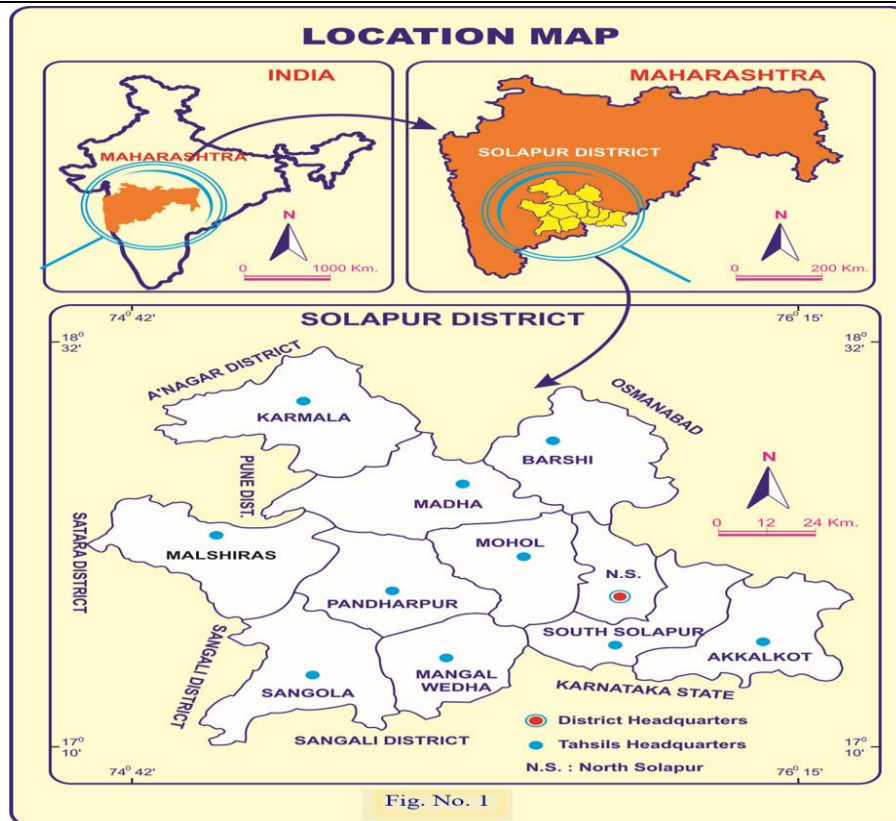 LOCATION MAP
INDIA
MAHARASHTRA
N
0 1000 Km.
MAHARASHTRA
SOLAPUR DISTRICT
N
0 200 Km.
74° 42'
SOLAPUR DISTRICT
76° 15'
18° 32'
18° 32'
A'NAGAR DISTRICT
OSMANABAD
KARMALA
BARSHI
PUNE DIST.
MADHA
N
0 12 24 Km.
SATARA DISTRICT
MALSHIRAS
MOHOL
N.S.
PANDHARPUR
SANGALI DISTRICT
SOUTH SOLAPUR
AKKALKOT
SANGOLA
MANGAL
WEDHA
KARNATAKA STATE
SANGALI DISTRICT
District Headquarters
Tahsils Headquarters
N.S. : North Solapur
17° 10'
17° 10'
74° 42'
76° 15'
Fig. No. 1